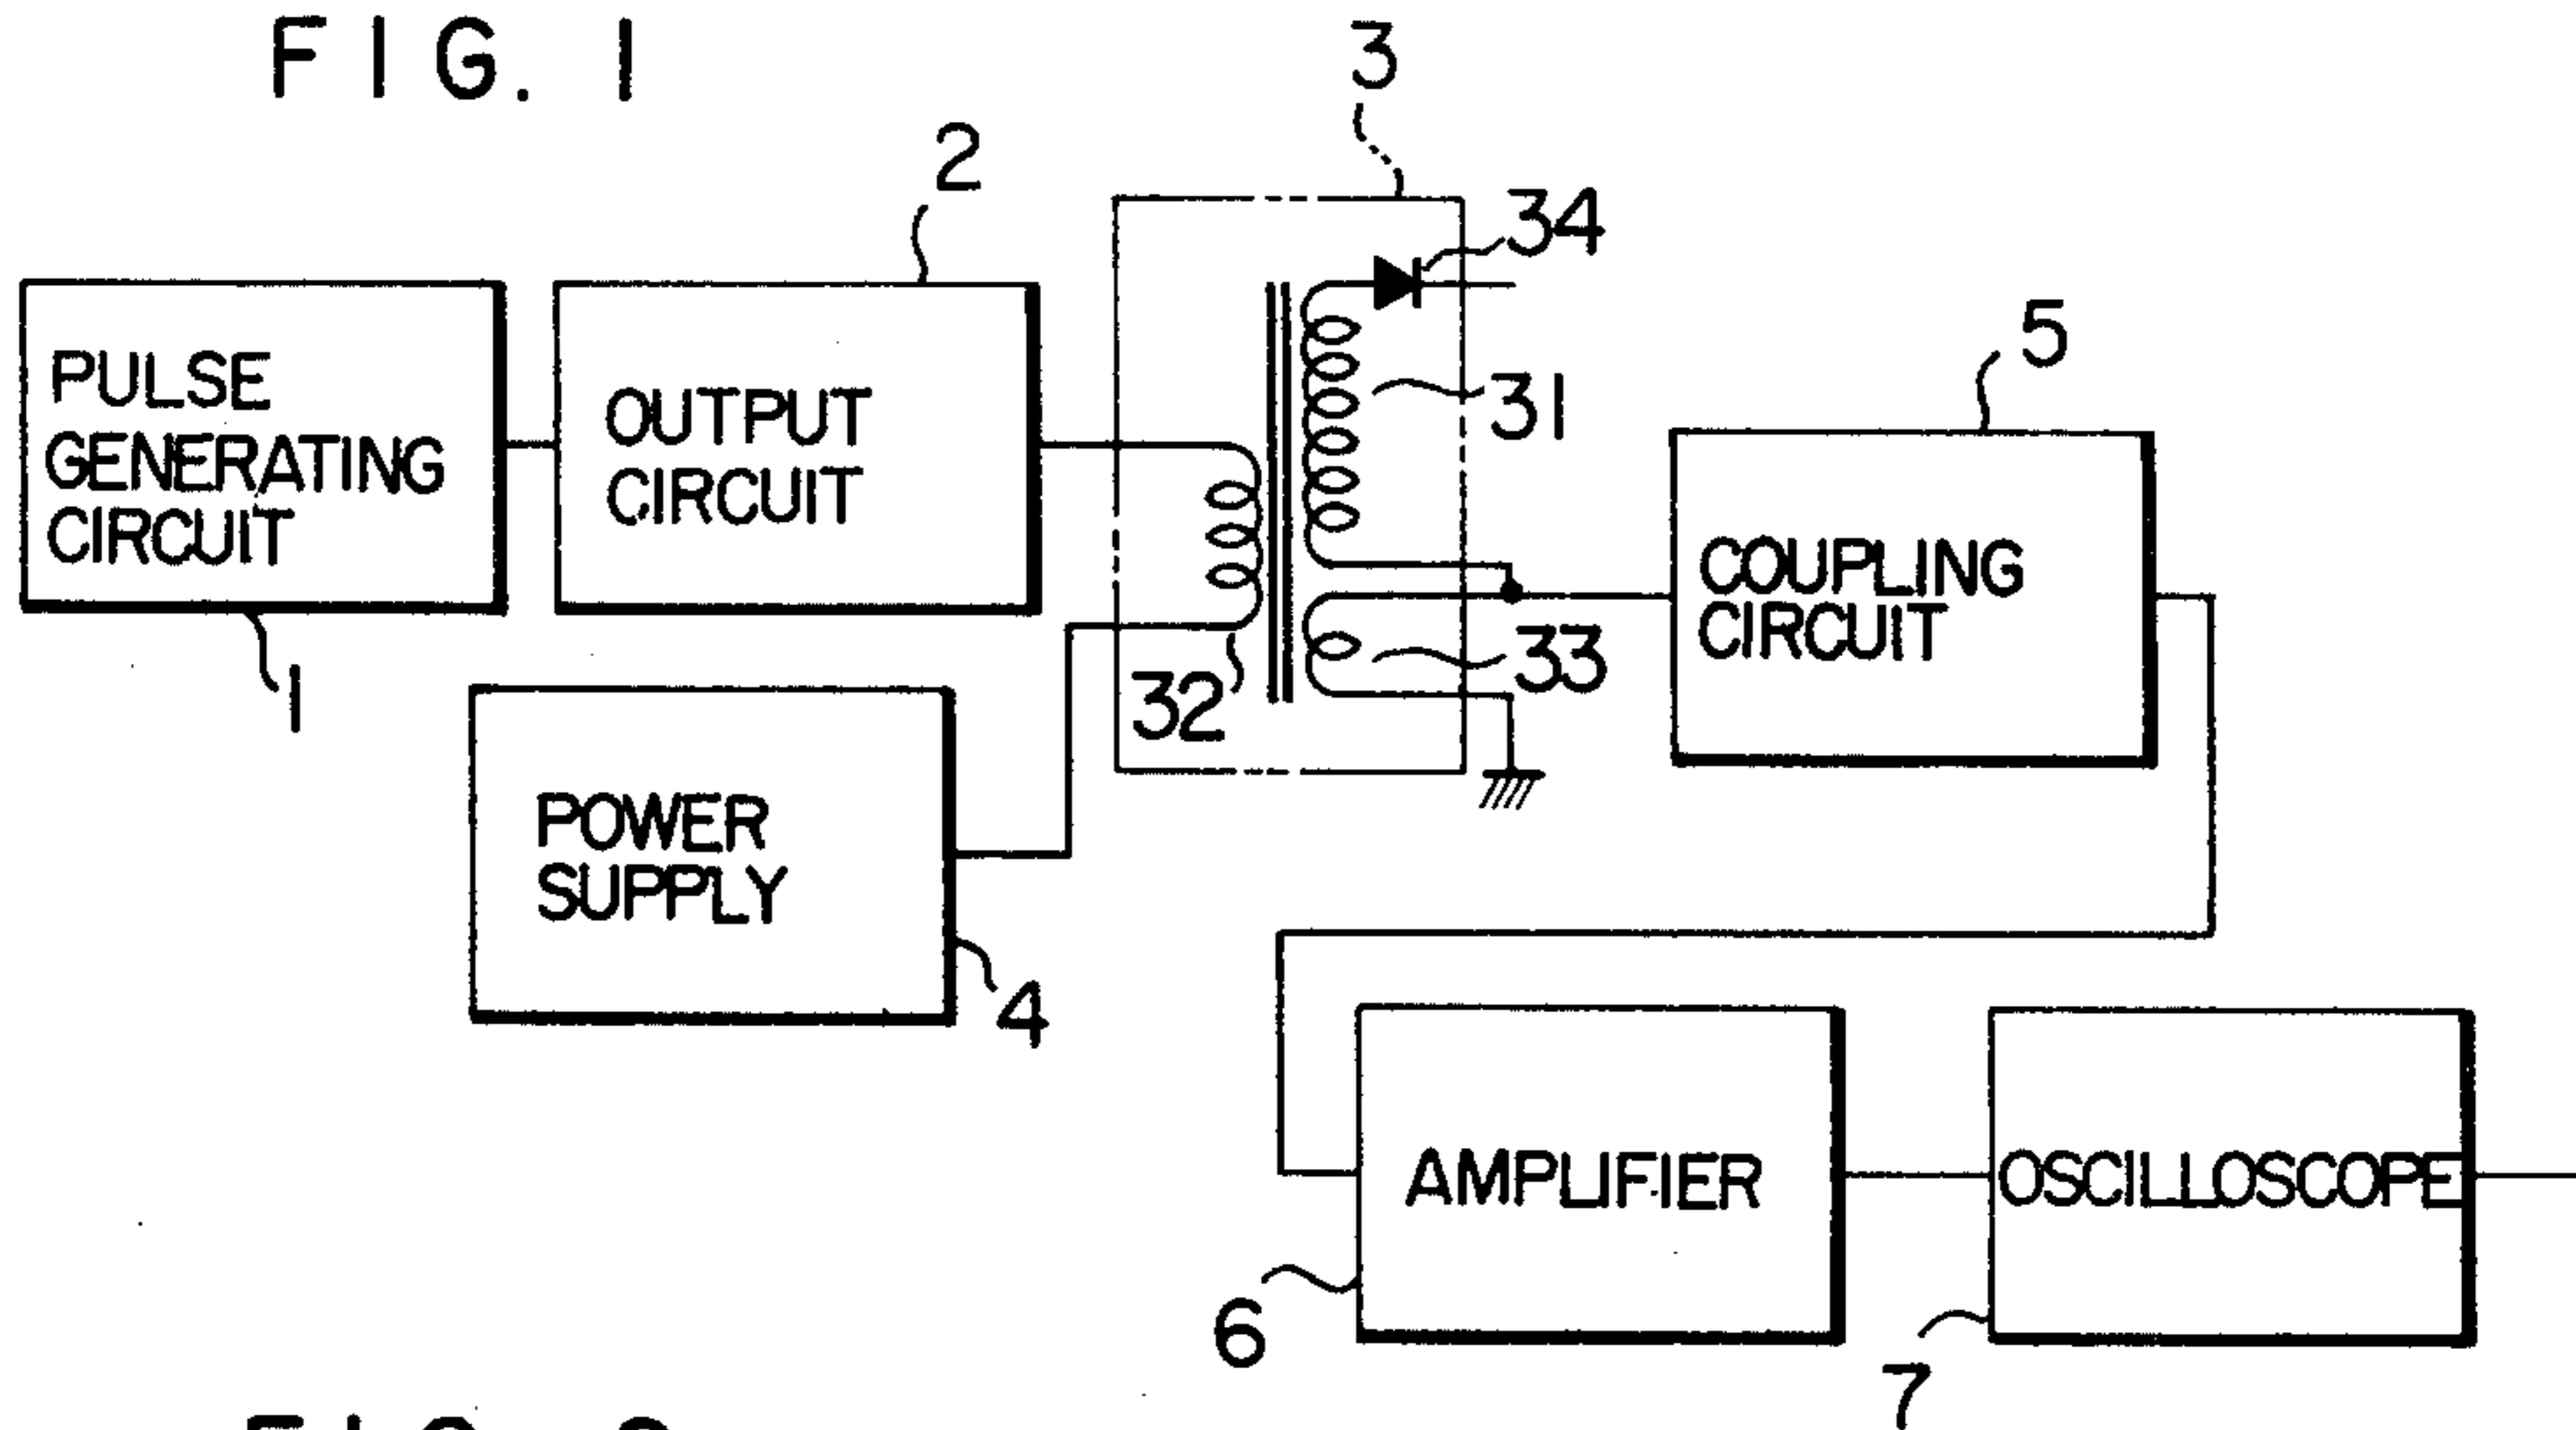 FIG. 1
3
2
34
PULSE
GENERATING
CIRCUIT
OUTPUT
CIRCUIT
31
5
COUPLING
CIRCUIT
1
32
33
POWER
SUPPLY
4
AMPLIFIER
OSCILLOSCOPE
6
7